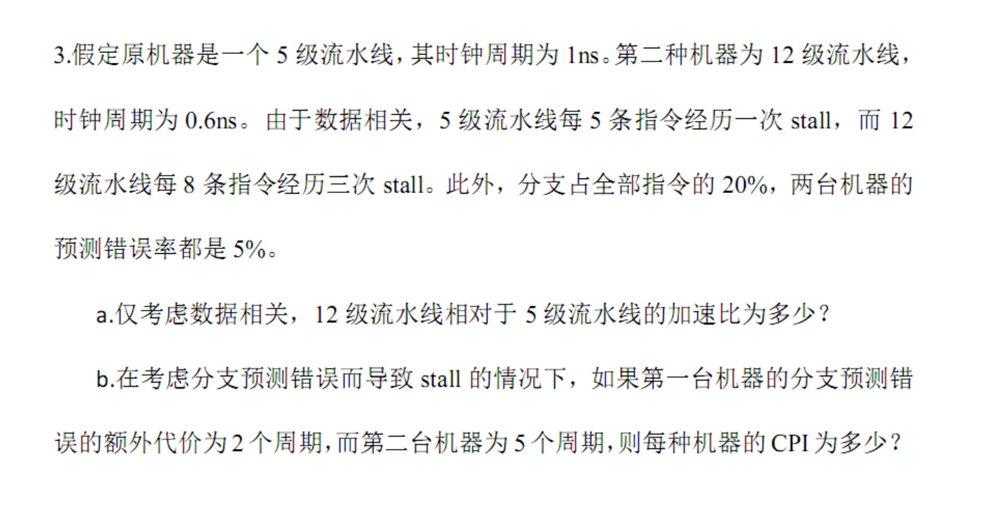 3.假定原机器是一个 5 级流水线，其时钟周期为 1ns。第二种机器为 12 级流水线，
时钟周期为 0.6ns。由于数据相关，5 级流水线每 5 条指令经历一次 stall，而 12
级流水线每 8 条指令经历三次 stall。此外，分支占全部指令的 20%，两台机器的
预测错误率都是 5%。
a.仅考虑数据相关，12 级流水线相对于 5 级流水线的加速比为多少？
b.在考虑分支预测错误而导致 stall 的情况下，如果第一台机器的分支预测错
误的额外代价为 2 个周期，而第二台机器为 5 个周期，则每种机器的 CPI 为多少？